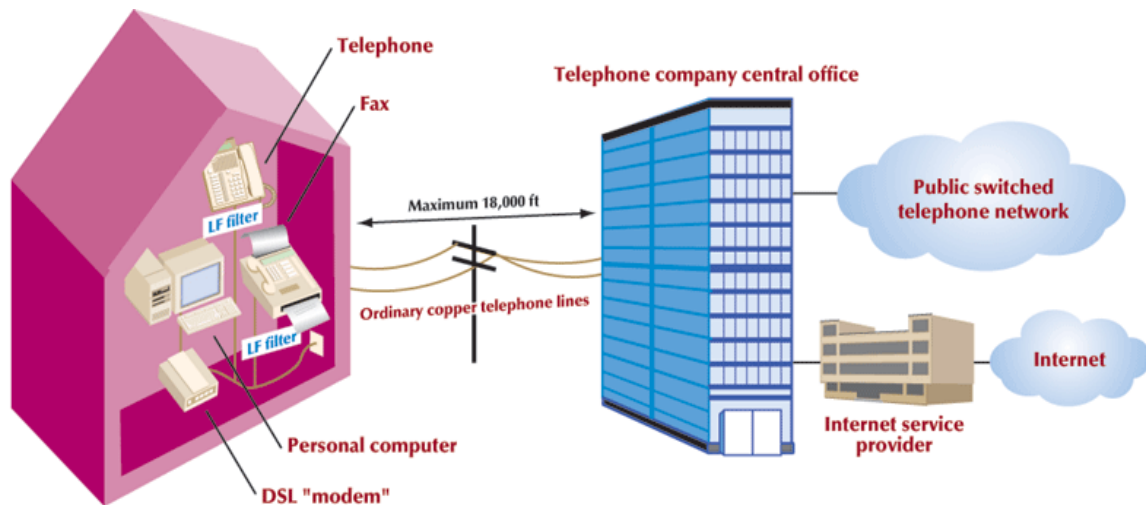 Telephone
Fax
LF filter
LF filter
Personal computer
DSL "modem"
Maximum 18,000 ft
Ordinary copper telephone lines
Telephone company central office
Public switched
telephone network
Internet service
provider
Internet